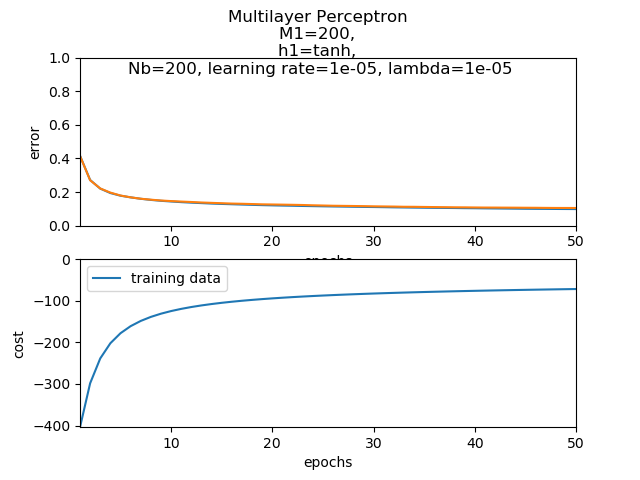 Multilayer Perceptron
M1=200,
h1=tanh,
Nb=200, learning rate=1e-05, lambda=1e-05
1.0
0.8
0.6
0.4
0.2
0.0
error
10
20
30
40
50
epochs
0
−100
−200
−300
−400
cost
training data
10
20
30
40
50
epochs